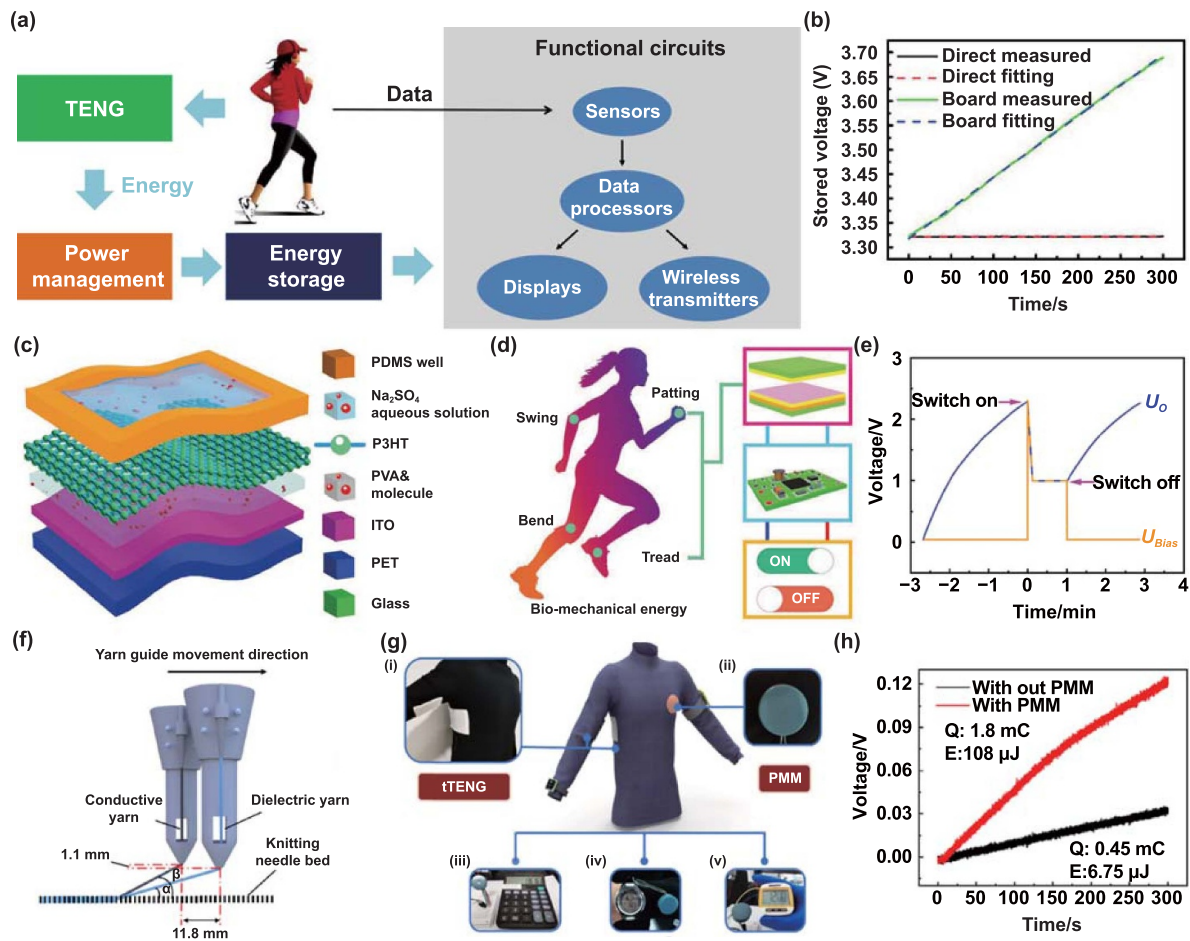 (a)
TENG
Energy
Power
management
Energy
storage
Data
Functional circuits
Sensors
Data
processors
Displays
Wireless
transmitters
(b)
Stored voltage (V)
3.70
3.65
3.60
3.55
3.50
3.45
3.40
3.35
3.30
Direct measured
Direct fitting
Board measured
Board fitting
0 50 100 150 200 250 300
Time/s
(c)
PDMS well
Na₂SO₄
aqueous solution
P3HT
PVA&
molecule
ITO
PET
Glass
(d)
Swing
Patting
Bend
Tread
Bio-mechanical energy
ON
OFF
(e)
Voltage/V
3
2
1
0
Switch on
U_O
Switch off
U_Bias
−3 −2 −1 0 1 2 3 4
Time/min
(f)
Yarn guide movement direction
Conductive
yarn
Dielectric yarn
Knitting
needle bed
1.1 mm
β
α
11.8 mm
(g)
(i)
tTENG
(ii)
PMM
(iii)
(iv)
(v)
(h)
Voltage/V
0.12
0.09
0.06
0.03
0.00
With out PMM
With PMM
Q: 1.8 mC
E:108 μJ
Q: 0.45 mC
E:6.75 μJ
0 50 100 150 200 250 300
Time/s